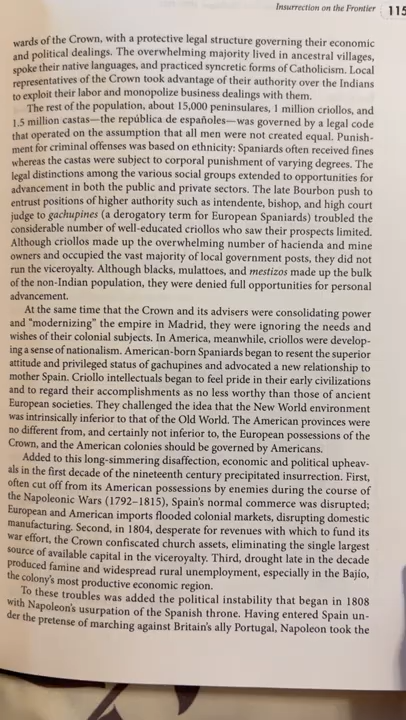 Insurrection on the Frontier 115
wards of the Crown, with a protective legal structure governing their economic
and political dealings. The overwhelming majority lived in ancestral villages,
spoke their native languages, and practiced syncretic forms of Catholicism. Local
representatives of the Crown took advantage of their authority over the Indians
to exploit their labor and monopolize business dealings with them.
The rest of the population, about 15,000 peninsulares, 1 million criollos, and
1.5 million castas—the república de españoles—was governed by a legal code
that operated on the assumption that all men were not created equal. Punish-
ment for criminal offenses was based on ethnicity: Spaniards often received fines
whereas the castas were subject to corporal punishment of varying degrees. The
legal distinctions among the various social groups extended to opportunities for
advancement in both the public and private sectors. The late Bourbon push to
entrust positions of higher authority such as intendente, bishop, and high court
judge to gachupines (a derogatory term for European Spaniards) troubled the
considerable number of well-educated criollos who saw their prospects limited.
Although criollos made up the overwhelming number of hacienda and mine
owners and occupied the vast majority of local government posts, they did not
run the viceroyalty. Although blacks, mulattoes, and mestizos made up the bulk
of the non-Indian population, they were denied full opportunities for personal
advancement.
At the same time that the Crown and its advisers were consolidating power
and "modernizing" the empire in Madrid, they were ignoring the needs and
wishes of their colonial subjects. In America, meanwhile, criollos were develop-
ing a sense of nationalism. American-born Spaniards began to resent the superior
attitude and privileged status of gachupines and advocated a new relationship to
mother Spain. Criollo intellectuals began to feel pride in their early civilizations
and to regard their accomplishments as no less worthy than those of ancient
European societies. They challenged the idea that the New World environment
was intrinsically inferior to that of the Old World. The American provinces were
no different from, and certainly not inferior to, the European possessions of the
Crown, and the American colonies should be governed by Americans.
Added to this long-simmering disaffection, economic and political upheav-
als in the first decade of the nineteenth century precipitated insurrection. First,
often cut off from its American possessions by enemies during the course of
the Napoleonic Wars (1792–1815), Spain's normal commerce was disrupted;
European and American imports flooded colonial markets, disrupting domestic
manufacturing. Second, in 1804, desperate for revenues with which to fund its
war effort, the Crown confiscated church assets, eliminating the single largest
source of available capital in the viceroyalty. Third, drought late in the decade
produced famine and widespread rural unemployment, especially in the Bajío,
the colony's most productive economic region.
To these troubles was added the political instability that began in 1808
with Napoleon's usurpation of the Spanish throne. Having entered Spain un-
der the pretense of marching against Britain's ally Portugal, Napoleon took the